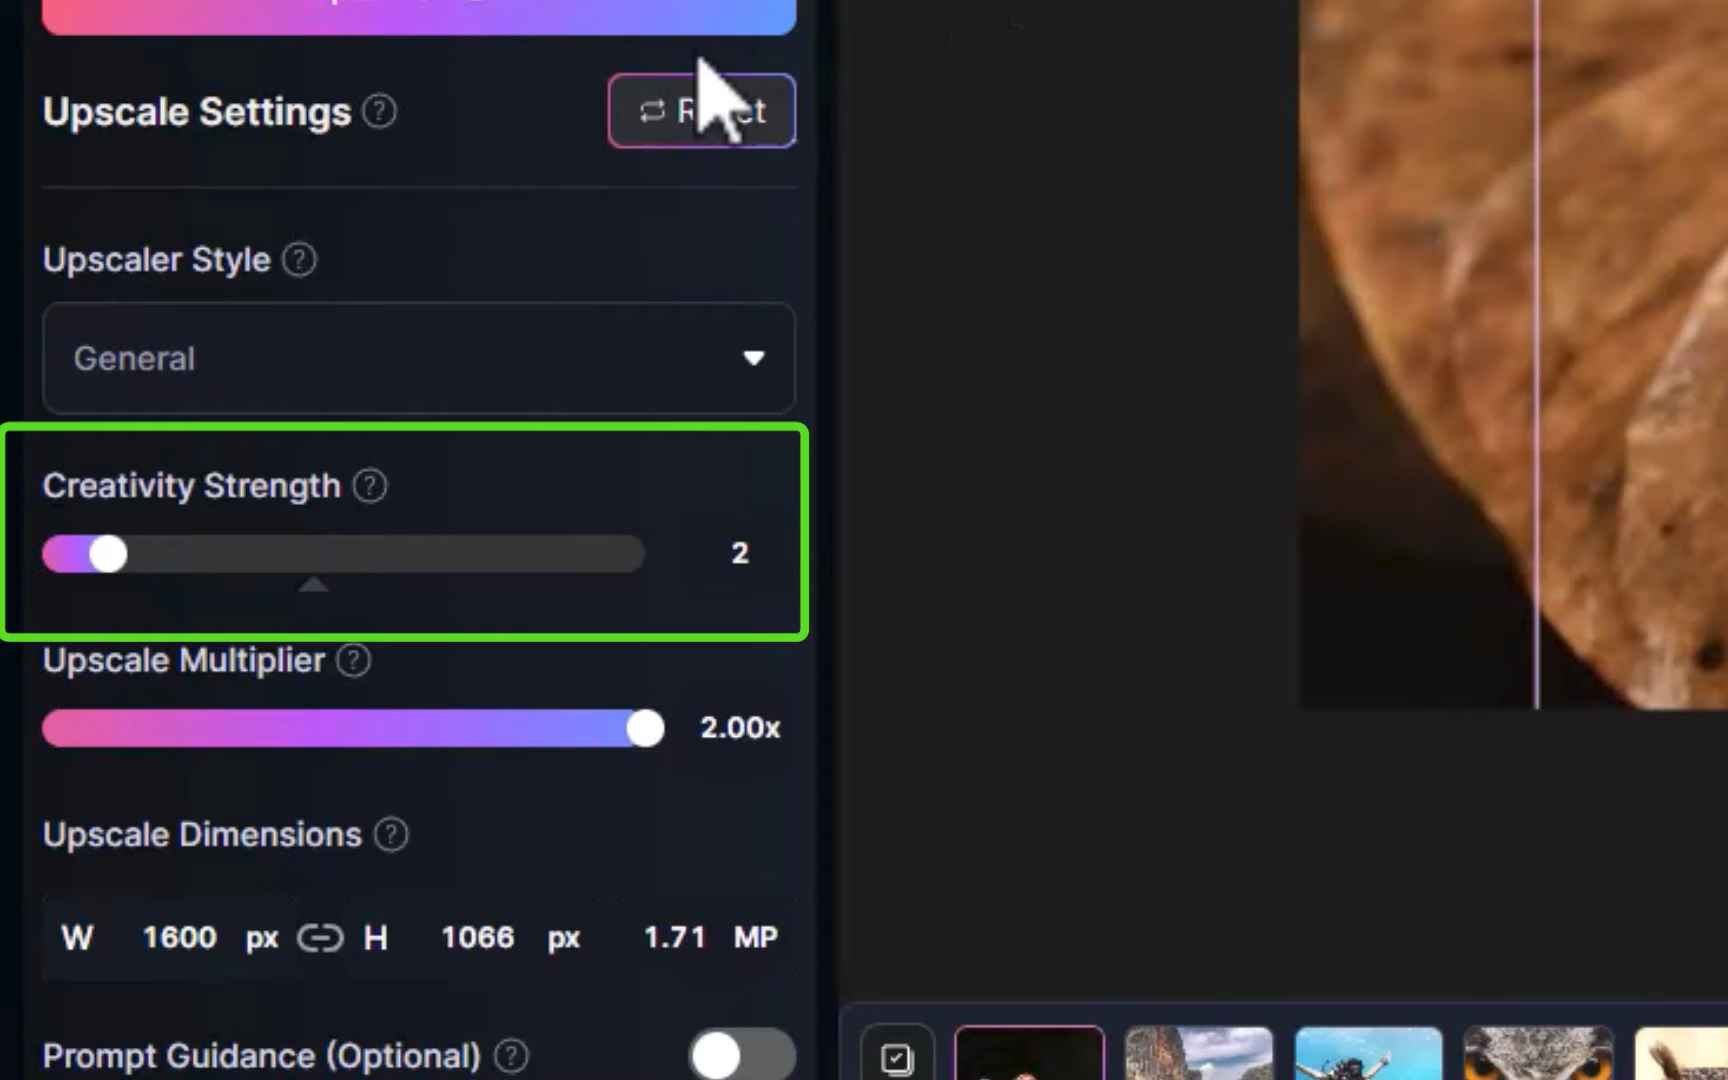 Upscale Settings
Upscaler Style
General
Creativity Strength
2
Upscale Multiplier
2.00x
Upscale Dimensions
W 1600 px H 1066 px 1.71 MP
Prompt Guidance (Optional)